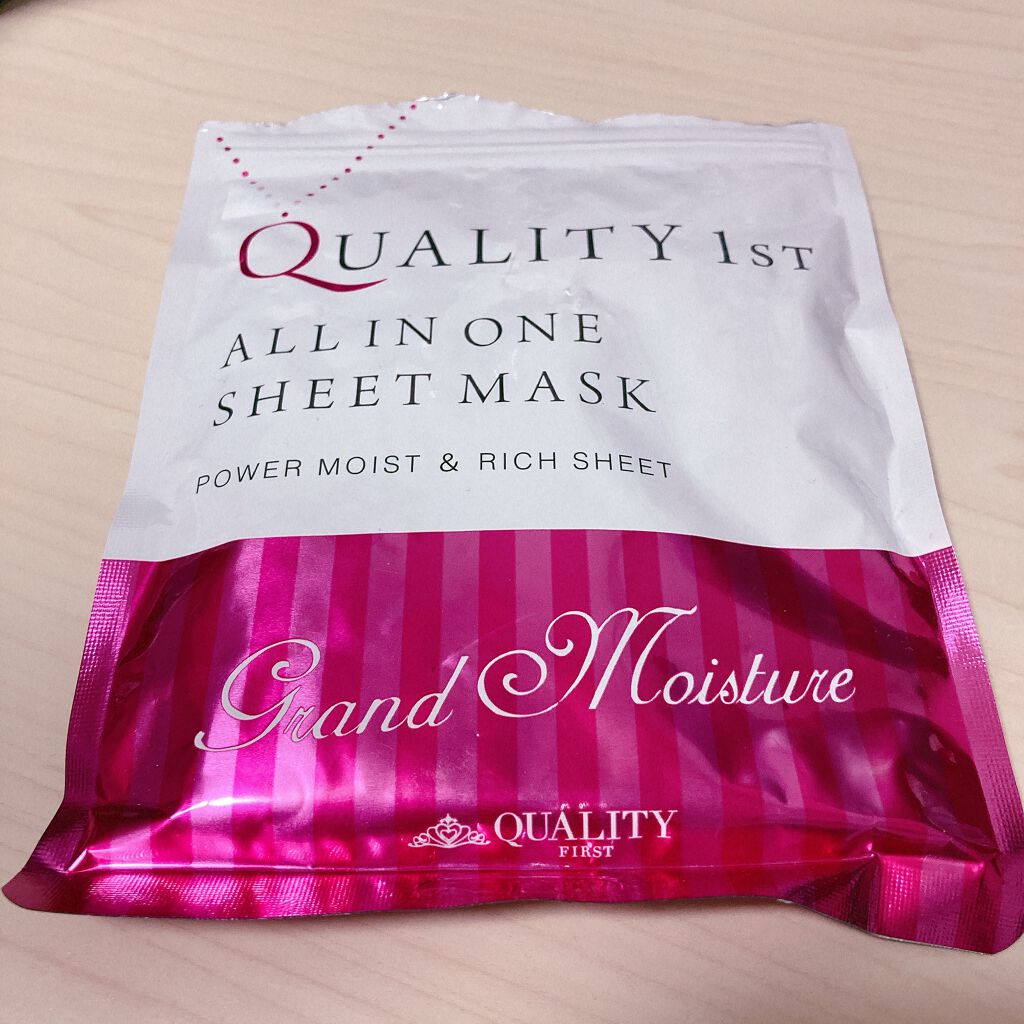 QUALITY 1ST
ALL IN ONE
SHEET MASK
POWER MOIST & RICH SHEET
Grand Moisture
QUALITY
FIRST